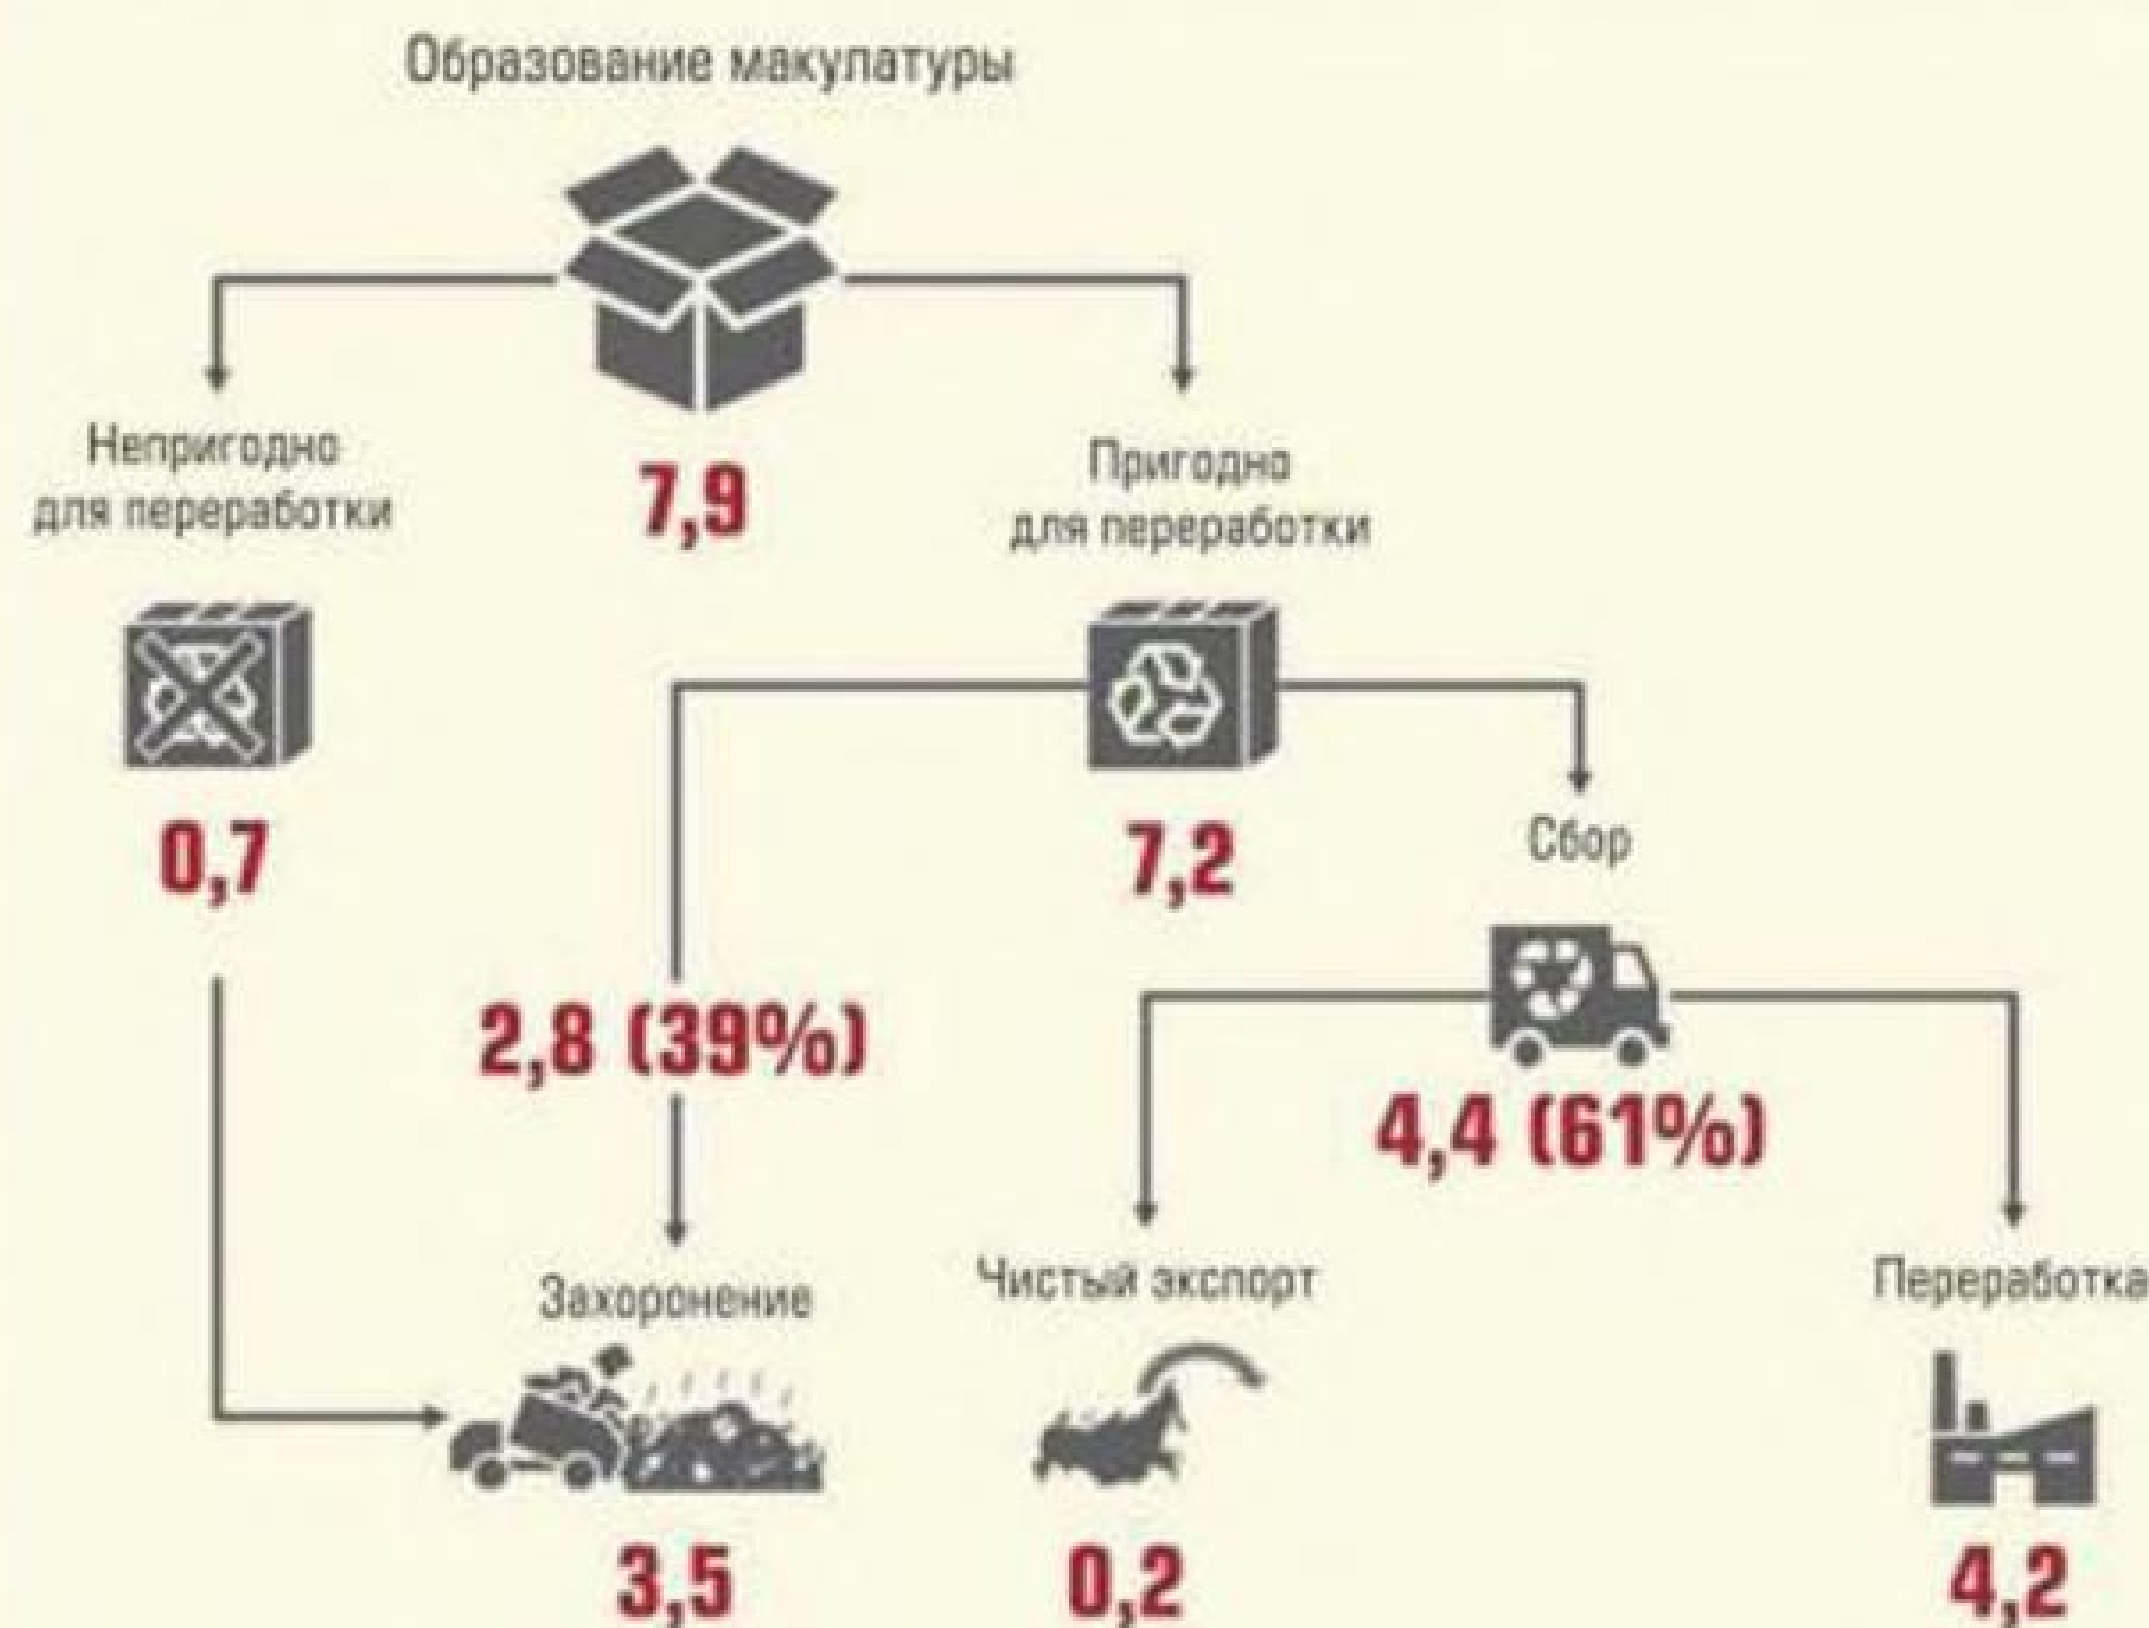 Образование макулатуры
7,9
Непригодно
для переработки
0,7
Пригодно
для переработки
7,2
Сбор
2,8 (39%)
4,4 (61%)
Захоронение
3,5
Чистый экспорт
0,2
Переработка
4,2